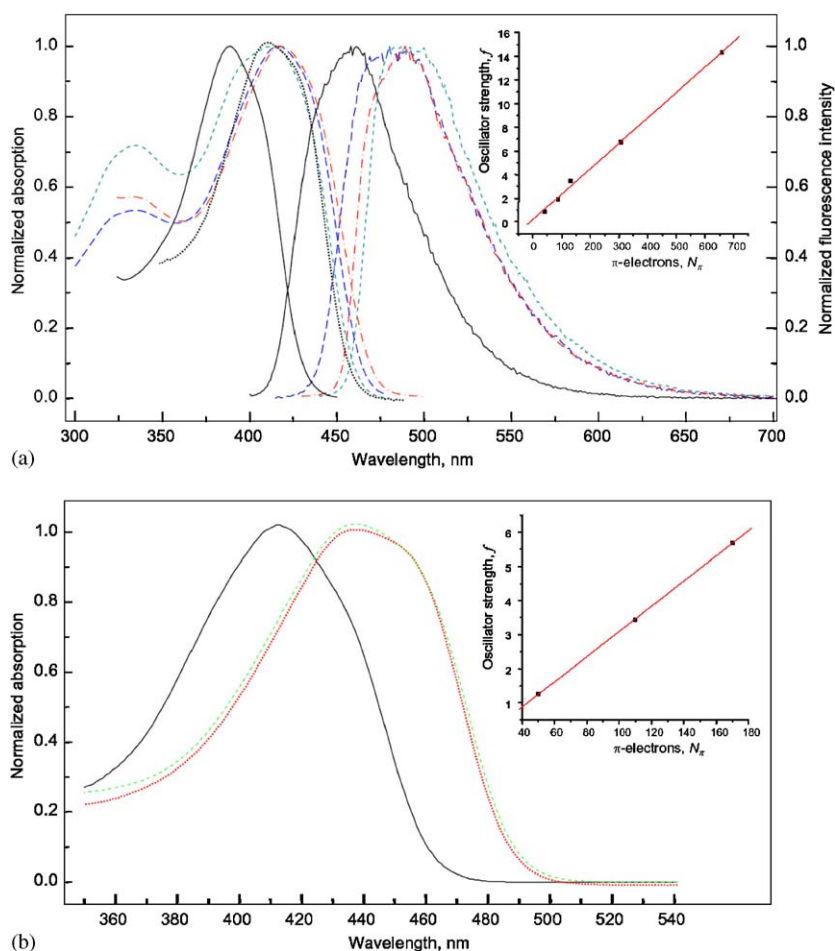 1.0
0.8
0.6
0.4
0.2
0.0
Normalized absorption
300 350 400 450 500 550 600 650 700
Wavelength, nm
1.0
0.8
0.6
0.4
0.2
0.0
Normalized fluorescence intensity
16
14
12
10
8
6
4
2
0
Oscillator strength, f
0 100 200 300 400 500 600 700
π-electrons, Nπ
(a)
1.0
0.8
0.6
0.4
0.2
0.0
Normalized absorption
360 380 400 420 440 460 480 500 520 540
Wavelength, nm
6
5
4
3
2
1
Oscillator strength, f
40 60 80 100 120 140 160 180
π-electrons, Nπ
(b)